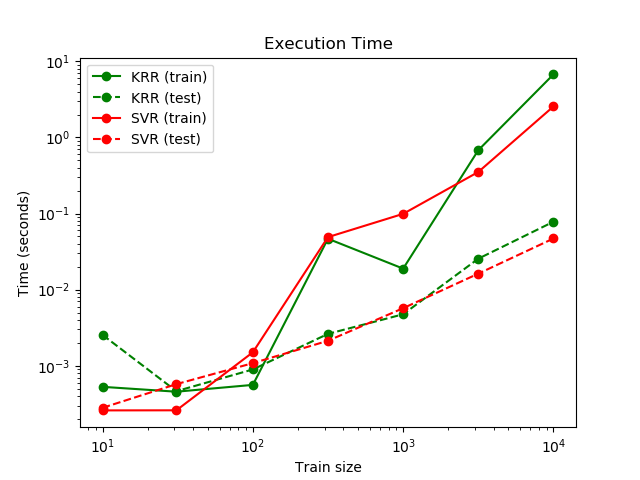 Execution Time
KRR (train)
KRR (test)
SVR (train)
SVR (test)
Time (seconds)
10¹
10⁰
10⁻¹
10⁻²
10⁻³
10¹
10²
10³
10⁴
Train size